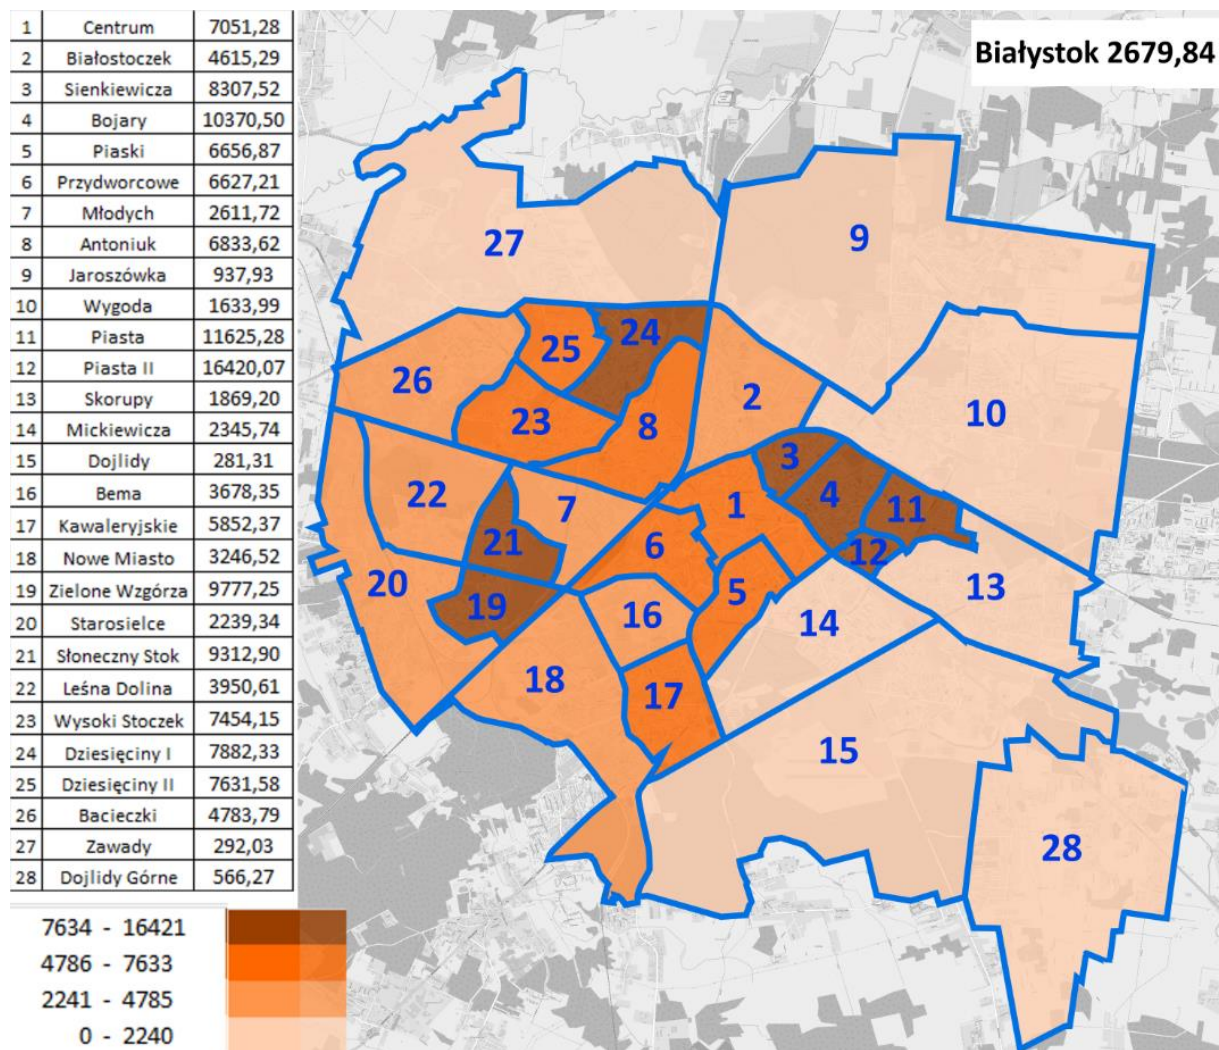 1 Centrum 7051,28
2 Białostoczek 4615,29
3 Sienkiewicza 8307,52
4 Bojary 10370,50
5 Piaski 6656,87
6 Przydworcowe 6627,21
7 Młodych 2611,72
8 Antoniuk 6833,62
9 Jaroszówka 937,93
10 Wygoda 1633,99
11 Piasta 11625,28
12 Piasta II 16420,07
13 Skorupy 1869,20
14 Mickiewicza 2345,74
15 Dojlidy 281,31
16 Bema 3678,35
17 Kawaleryjskie 5852,37
18 Nowe Miasto 3246,52
19 Zielone Wzgórza 9777,25
20 Starosielce 2239,34
21 Słoneczny Stok 9312,90
22 Leśna Dolina 3950,61
23 Wysoki Stoczek 7454,15
24 Dziesięciny I 7882,33
25 Dziesięciny II 7631,58
26 Bacieczki 4783,79
27 Zawady 292,03
28 Dojlidy Górne 566,27
7634 - 16421
4786 - 7633
2241 - 4785
0 - 2240
Białystok 2679,84
27
9
24
25
26
2
10
23
8
3
22
7
1
4
11
21
6
12
20
5
13
19
16
14
18
17
15
28